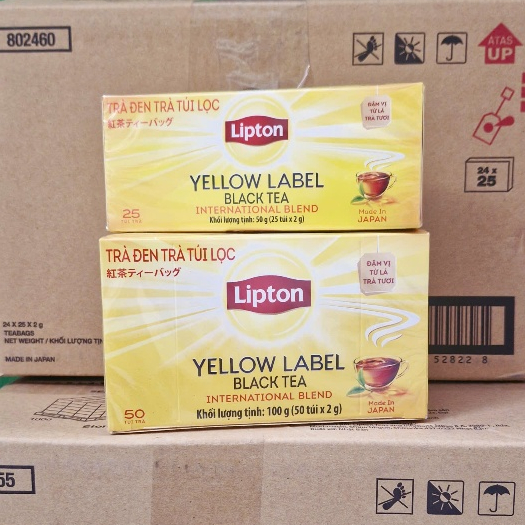 802460
ATAS
UP
24 x
25
TRÀ ĐEN TRÀ TÚI LỌC
紅茶ティーバッグ
Lipton
ĐẬM VỊ
TỪ LÁ
TRÀ TƯƠI
YELLOW LABEL
BLACK TEA
INTERNATIONAL BLEND
Khối lượng tịnh: 50 g (25 túi x 2 g)
25
TÚI TRÀ
Made In
JAPAN
TRÀ ĐEN TRÀ TÚI LỌC
紅茶ティーバッグ
Lipton
ĐẬM VỊ
TỪ LÁ
TRÀ TƯƠI
YELLOW LABEL
BLACK TEA
INTERNATIONAL BLEND
Khối lượng tịnh: 100 g (50 túi x 2 g)
50
TÚI TRÀ
Made In
JAPAN
24 X 25 X 2 g
TEABAGS
NET WEIGHT / KHỐI LƯỢNG TỊN
MADE IN JAPAN
52822 8
55